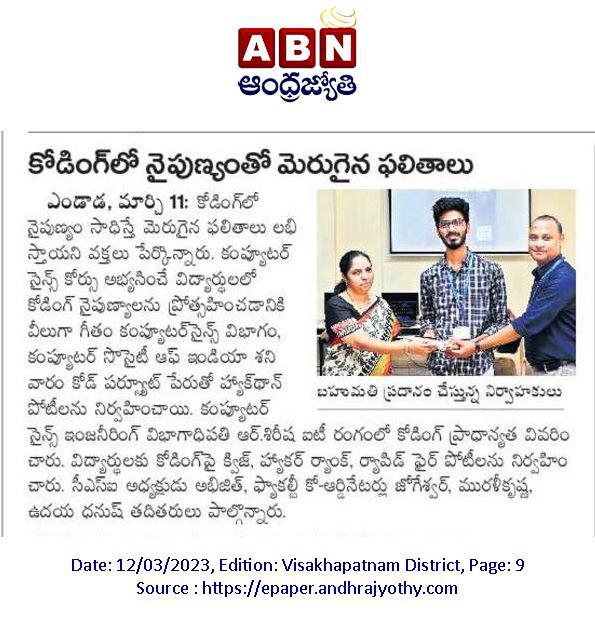 ABN
ఆంధ్రజ్యోతి
కోడింగ్‌లో నైపుణ్యంతో మెరుగైన ఫలితాలు
ఎండాడ, మార్చి 11: కోడింగ్‌లో
నైపుణ్యం సాధిస్తే మెరుగైన ఫలితాలు లభి
స్తాయని వక్తలు పేర్కొన్నారు. కంప్యూటర్
సైన్స్ కోర్సు అభ్యసించే విద్యార్థులలో
కోడింగ్ నైపుణ్యాలను ప్రోత్సహించడానికి
వీలుగా గీతం కంప్యూటర్‌సైన్స్ విభాగం,
కంప్యూటర్ సొసైటీ ఆఫ్ ఇండియా శని
వారం కోడ్ పర్స్యూట్ పేరుతో హ్యాక్‌థాన్
పోటీలను నిర్వహించాయి. కంప్యూటర్
సైన్స్ ఇంజనీరింగ్ విభాగాధిపతి ఆర్.శిరీష ఐటీ రంగంలో కోడింగ్ ప్రాధాన్యత వివరిం
చారు. విద్యార్థులకు కోడింగ్‌పై క్విజ్, హ్యాకర్ ర్యాంక్, ర్యాపిడ్ ఫైర్ పోటీలను నిర్వహిం
చారు. సీఎస్ఐ అధ్యక్షుడు అభిజిత్, ఫ్యాకల్టీ కో-ఆర్డినేటర్లు జోగేశ్వర్, మురళీకృష్ణ,
ఉదయ ధనుష్ తదితరులు పాల్గొన్నారు.
బహుమతి ప్రదానం చేస్తున్న నిర్వాహకులు
Date: 12/03/2023, Edition: Visakhapatnam District, Page: 9
Source : https://epaper.andhrajyothy.com